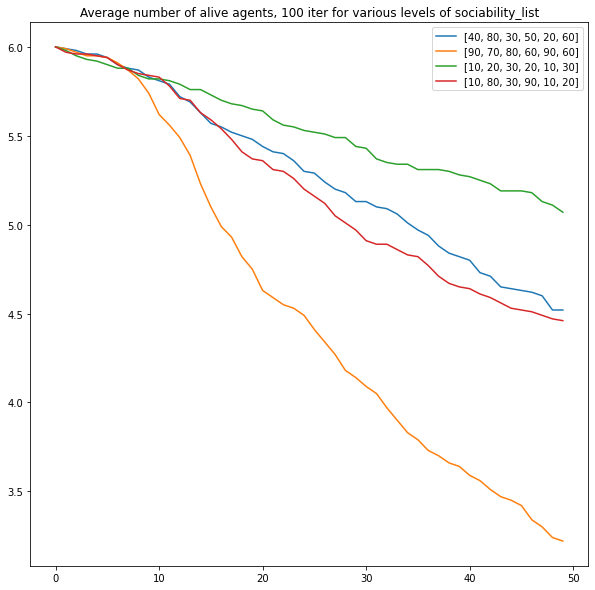 Average number of alive agents, 100 iter for various levels of sociability_list
[40, 80, 30, 50, 20, 60]
[90, 70, 80, 60, 90, 60]
[10, 20, 30, 20, 10, 30]
[10, 80, 30, 90, 10, 20]
6.0
5.5
5.0
4.5
4.0
3.5
0 10 20 30 40 50